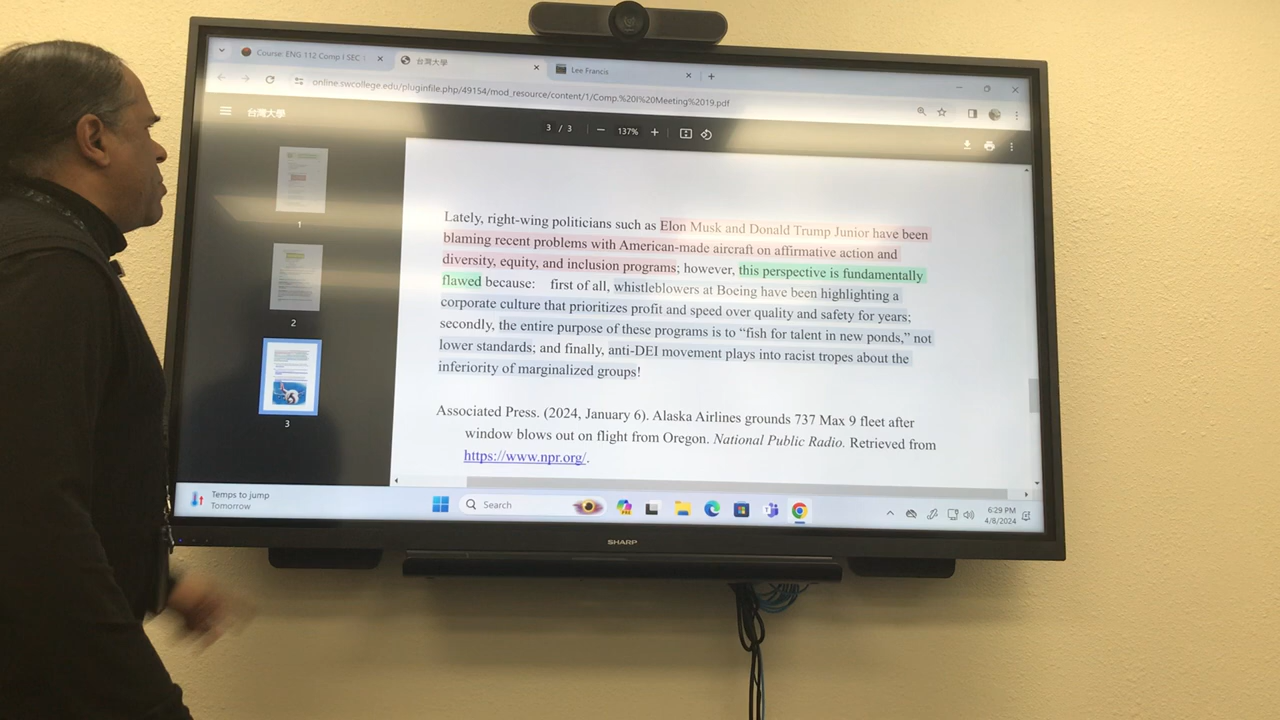 Course: ENG 112 Comp I SEC
台灣大學
Lee Francis
online.swcollege.edu/pluginfile.php/49154/mod_resource/content/1/Comp.%20I%20Meeting%2019.pdf
台灣大學
3 / 3
137%
1
2
3
Lately, right-wing politicians such as Elon Musk and Donald Trump Junior have been
blaming recent problems with American-made aircraft on affirmative action and
diversity, equity, and inclusion programs; however, this perspective is fundamentally
flawed because: first of all, whistleblowers at Boeing have been highlighting a
corporate culture that prioritizes profit and speed over quality and safety for years;
secondly, the entire purpose of these programs is to “fish for talent in new ponds,” not
lower standards; and finally, anti-DEI movement plays into racist tropes about the
inferiority of marginalized groups!
Associated Press. (2024, January 6). Alaska Airlines grounds 737 Max 9 fleet after
window blows out on flight from Oregon. National Public Radio. Retrieved from
https://www.npr.org/.
Temps to jump
Tomorrow
Search
6:29 PM
4/8/2024
SHARP